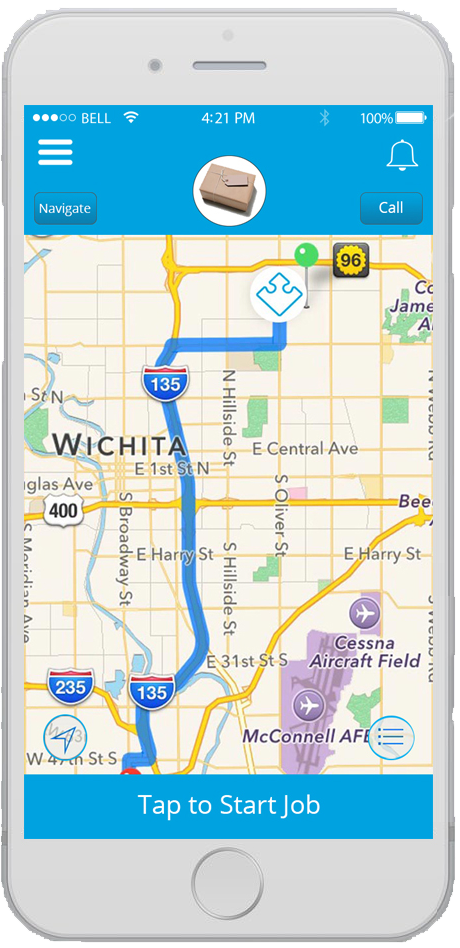 BELL
4:21 PM
100%
Navigate
Call
96
135
St N
N Hillside St
WICHITA
E Central Ave
E 1st St N
glas Ave
400
S Broadway St
S Oliver St
Bee
E Harry St
E Harry St
S Meridian Ave
S Hillside St
Cessna
Aircraft Field
E 31st St S
235
135
McConnell AFB
W 47th St S
Tap to Start Job